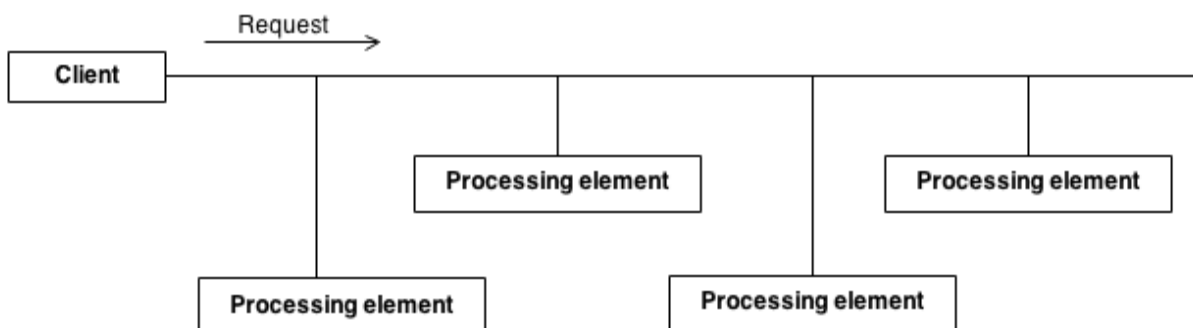 Request
Client
Processing element
Processing element
Processing element
Processing element